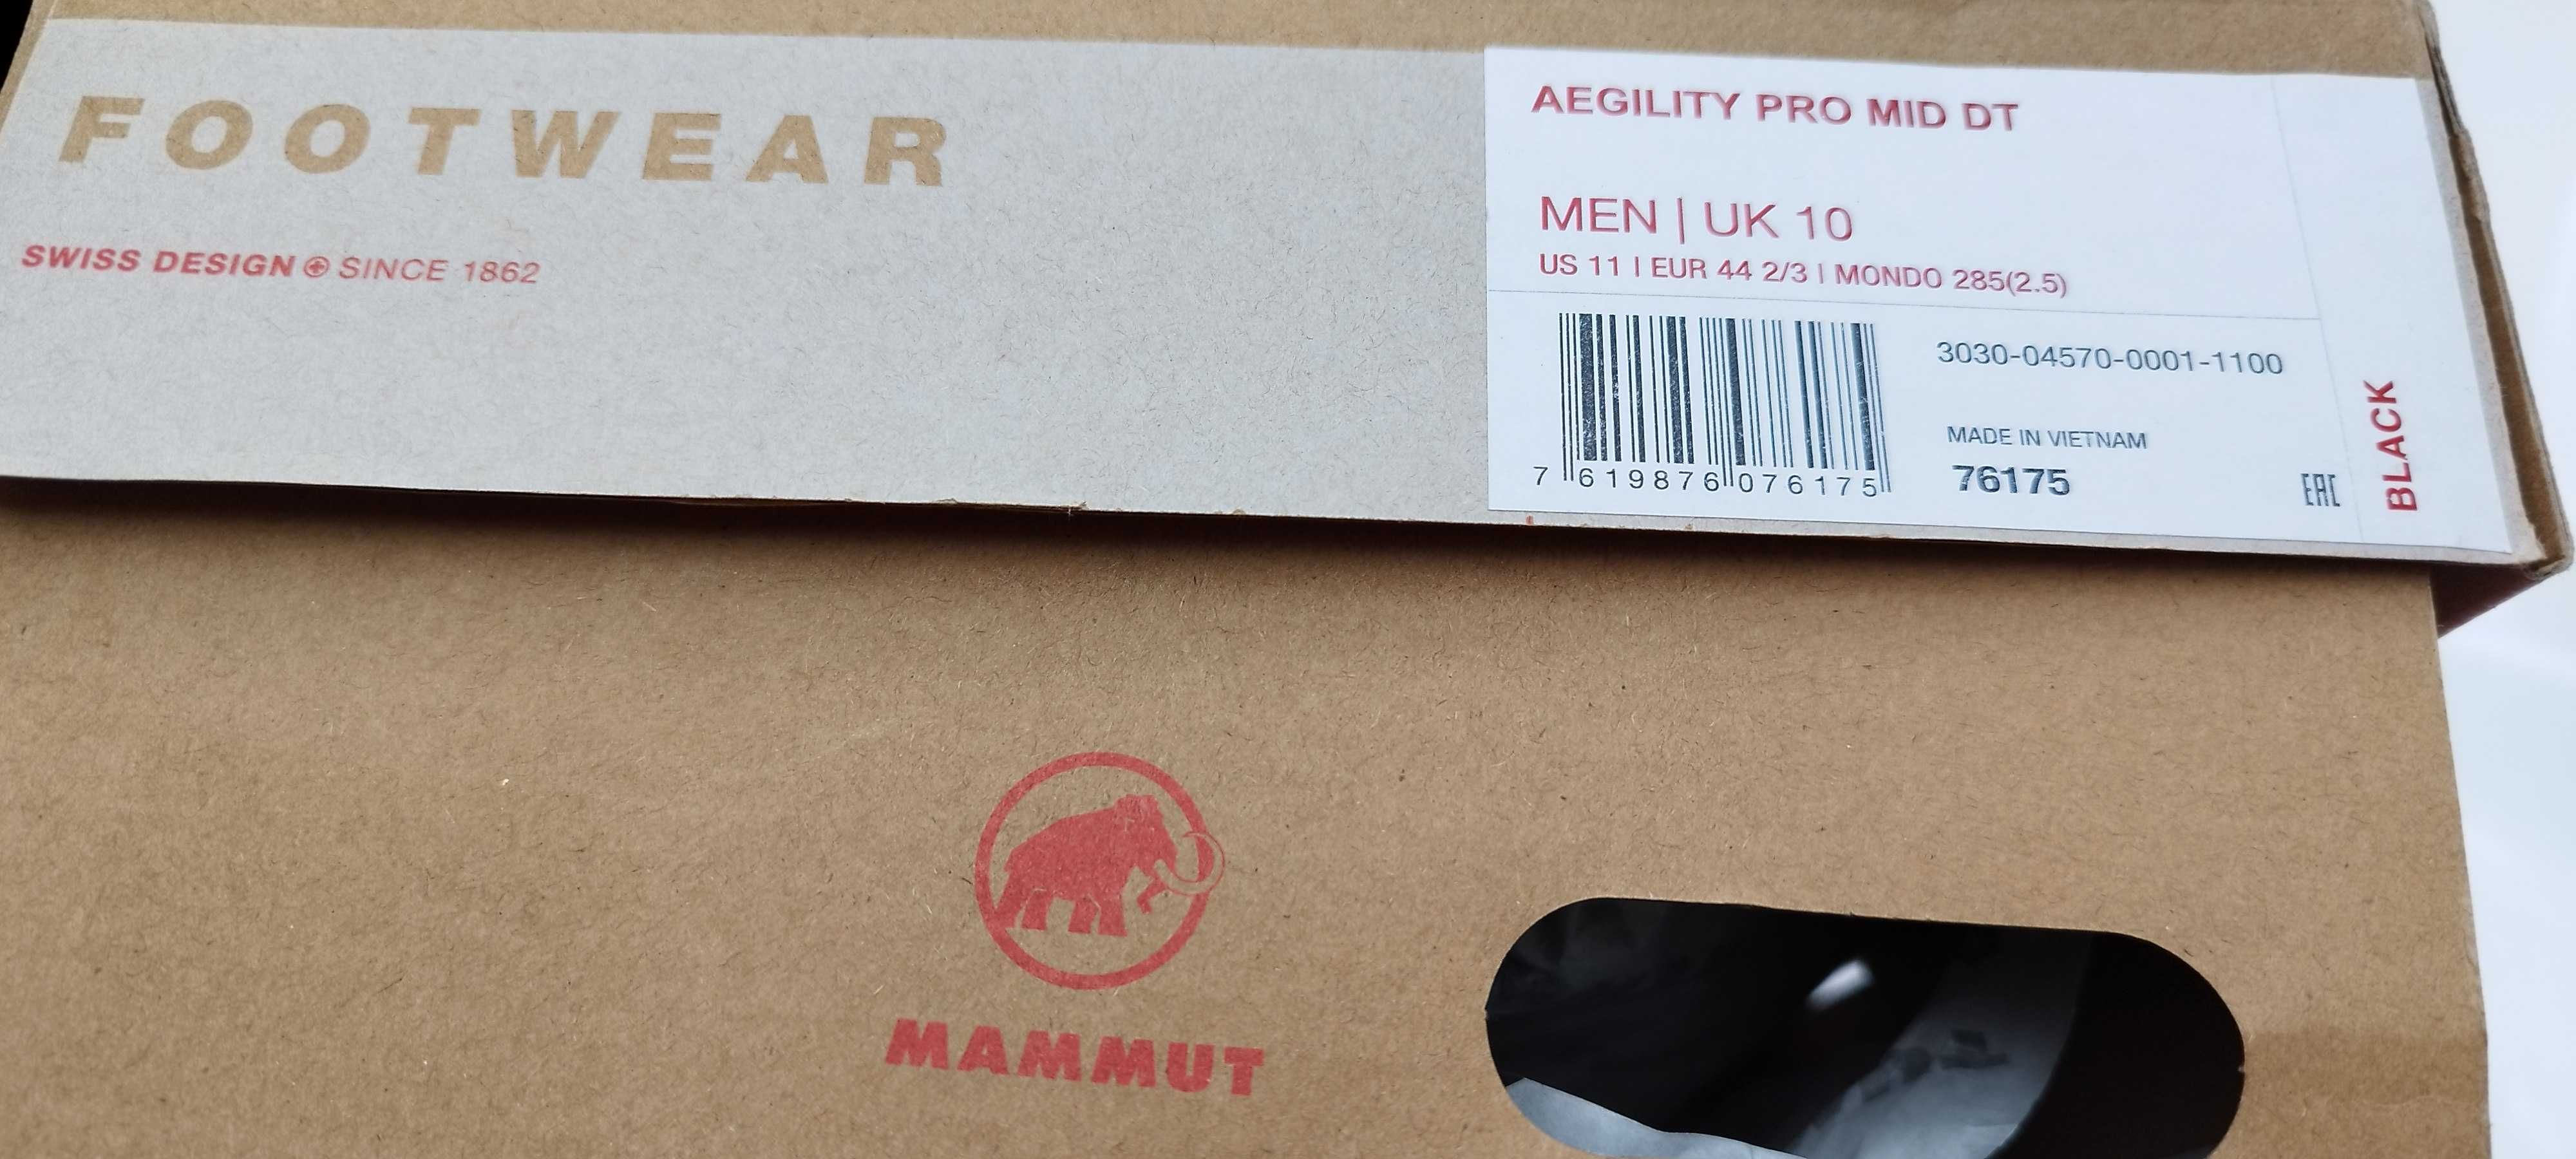 FOOTWEAR
SWISS DESIGN SINCE 1862
AEGILITY PRO MID DT
MEN | UK 10
US 11 | EUR 44 2/3 | MONDO 285(2.5)
7 619876 076175
3030-04570-0001-1100
MADE IN VIETNAM
76175
EAC
BLACK
MAMMUT